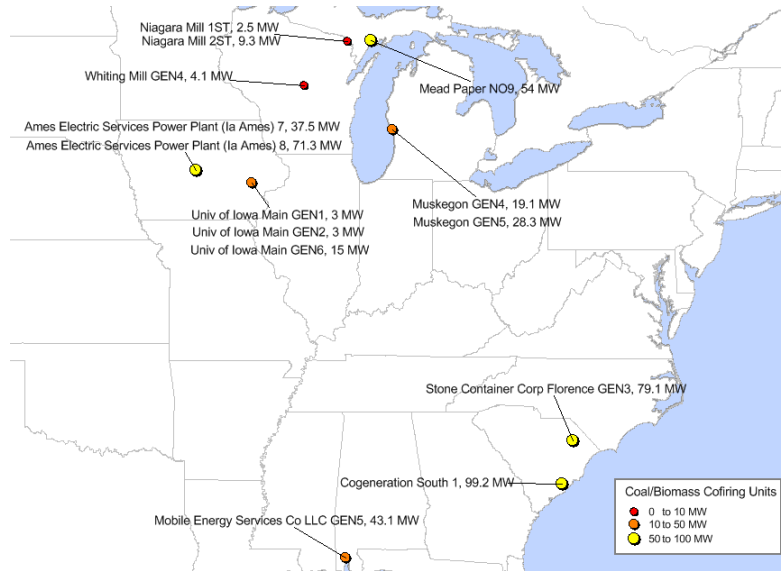 Niagara Mill 1ST, 2.5 MW
Niagara Mill 2ST, 9.3 MW
Mead Paper NO9, 54 MW
Whiting Mill GEN4, 4.1 MW
Ames Electric Services Power Plant (Ia Ames) 7, 37.5 MW
Ames Electric Services Power Plant (Ia Ames) 8, 71.3 MW
Univ of Iowa Main GEN1, 3 MW
Univ of Iowa Main GEN2, 3 MW
Univ of Iowa Main GEN6, 15 MW
Muskegon GEN4, 19.1 MW
Muskegon GEN5, 28.3 MW
Stone Container Corp Florence GEN3, 79.1 MW
Cogeneration South 1, 99.2 MW
Mobile Energy Services Co LLC GEN5, 43.1 MW
Coal/Biomass Cofiring Units
0 to 10 MW
10 to 50 MW
50 to 100 MW